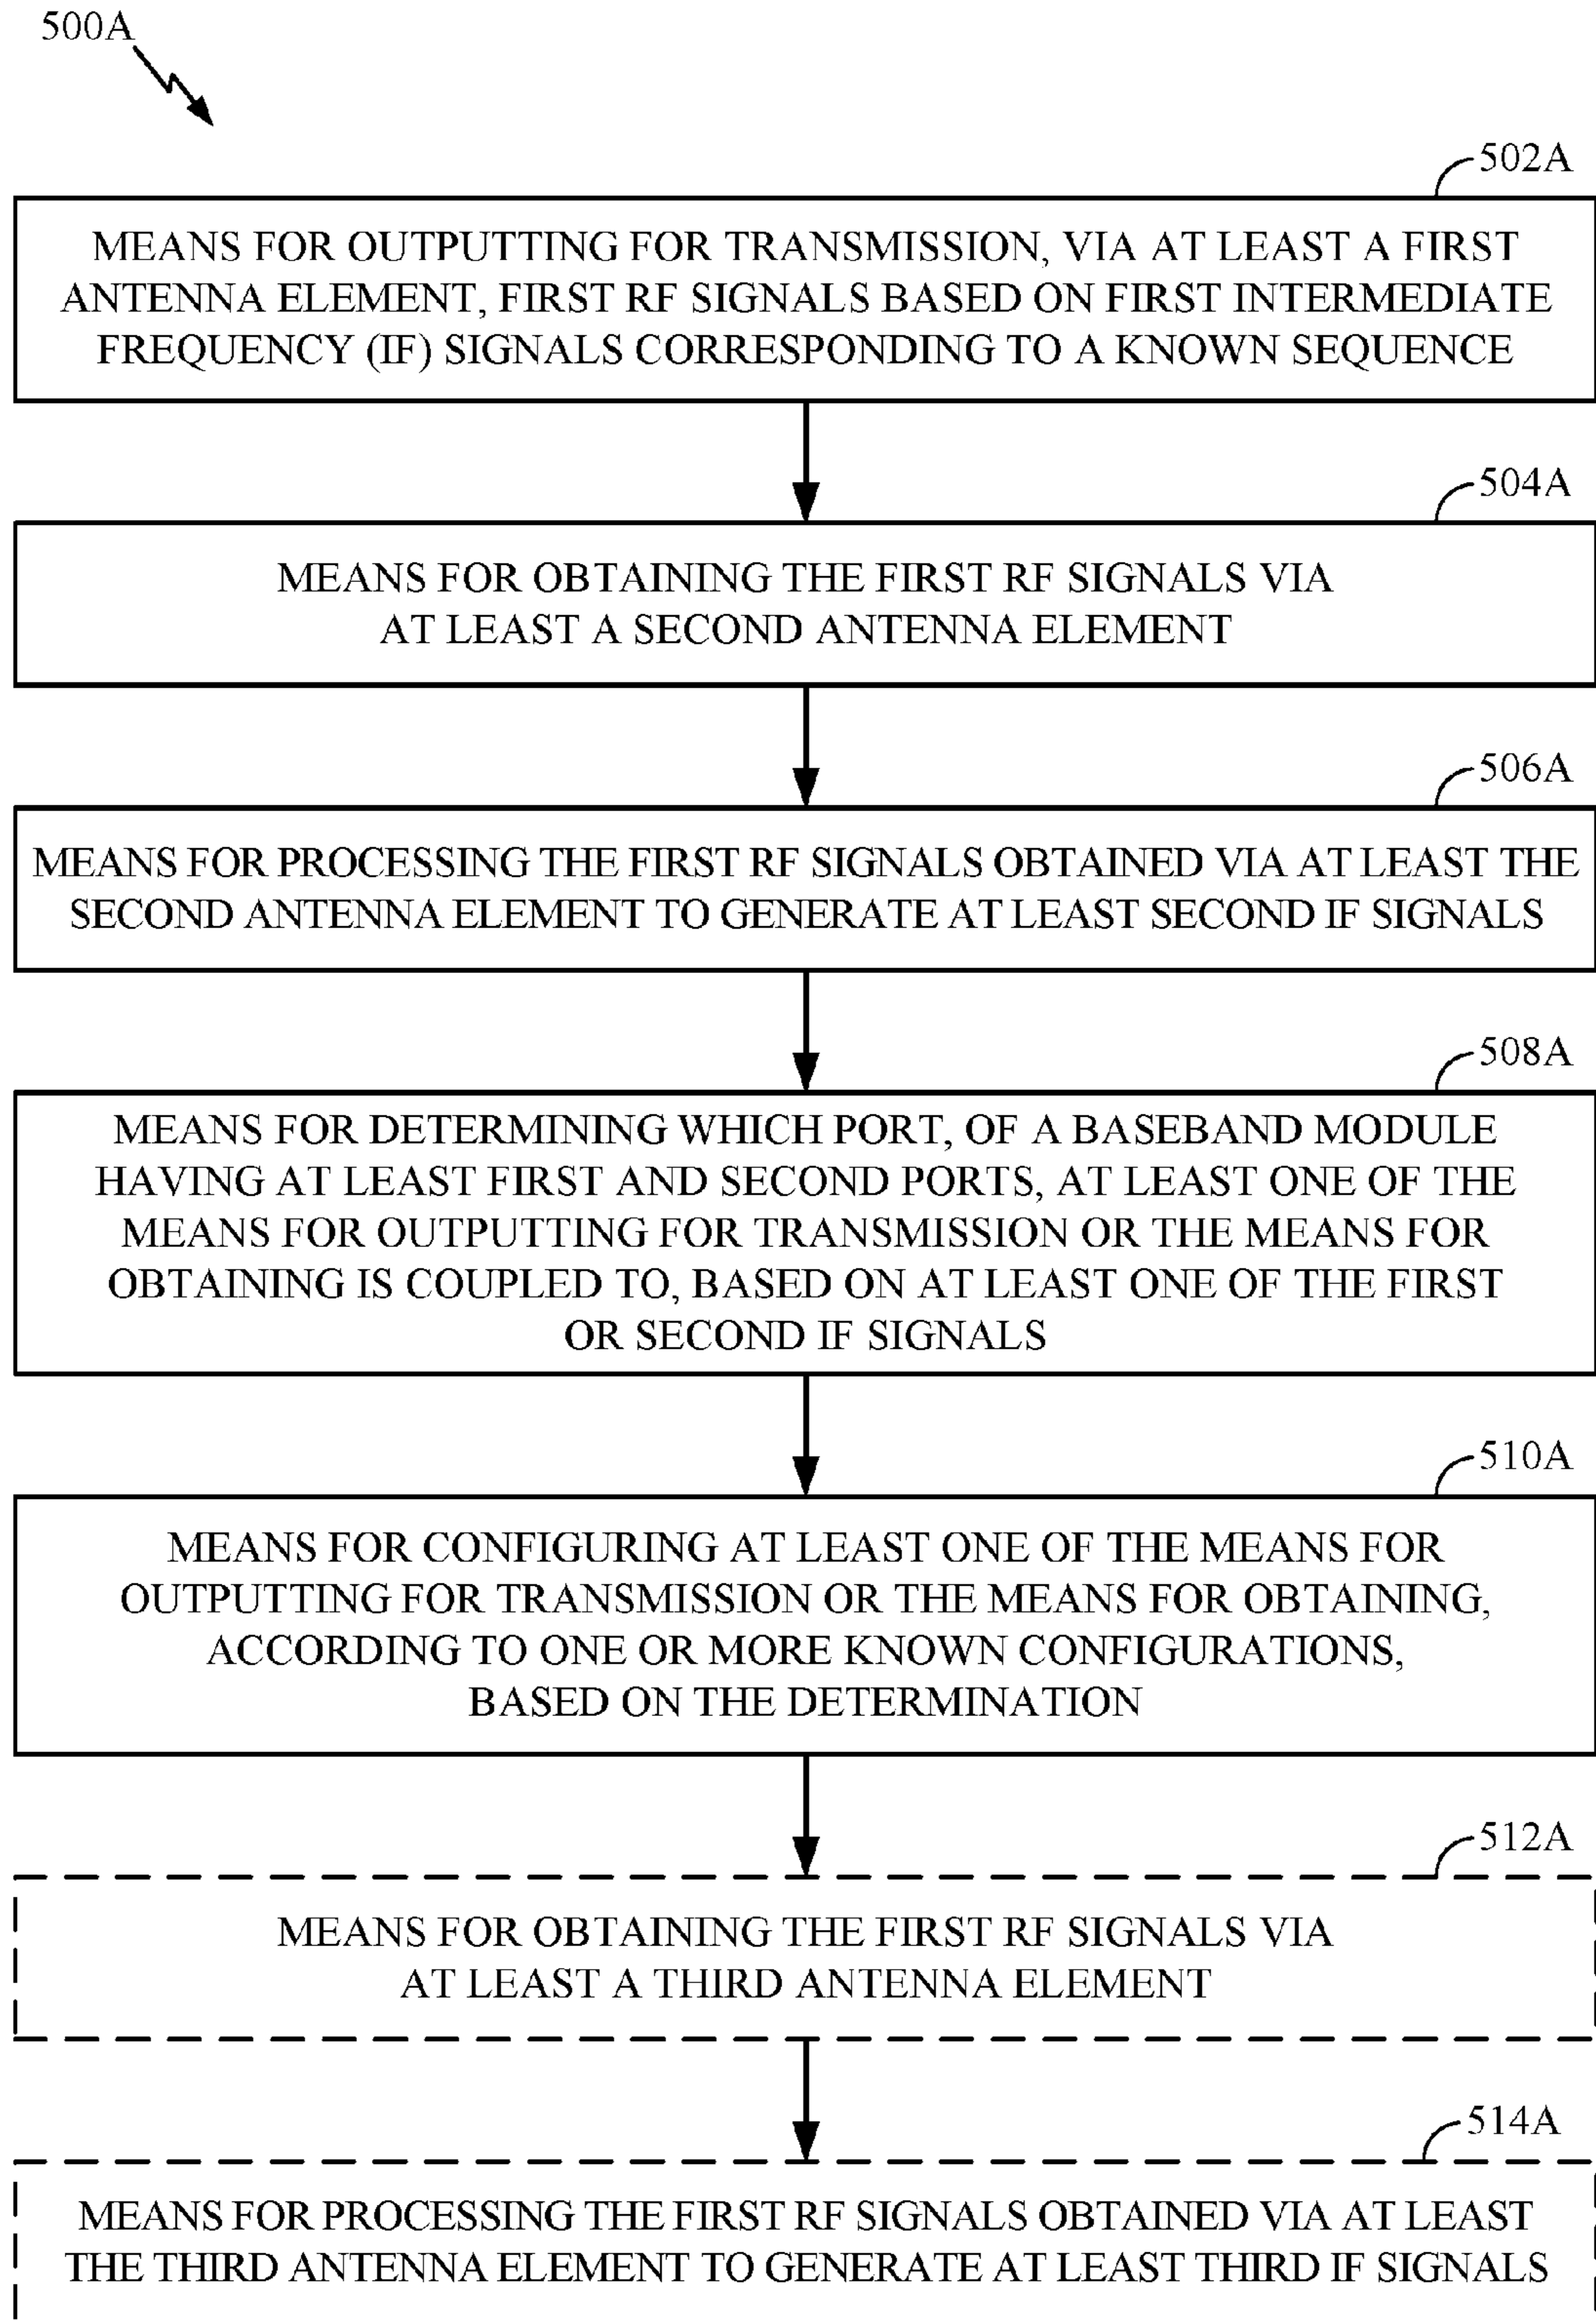 500A
502A
MEANS FOR OUTPUTTING FOR TRANSMISSION, VIA AT LEAST A FIRST
ANTENNA ELEMENT, FIRST RF SIGNALS BASED ON FIRST INTERMEDIATE
FREQUENCY (IF) SIGNALS CORRESPONDING TO A KNOWN SEQUENCE
504A
MEANS FOR OBTAINING THE FIRST RF SIGNALS VIA
AT LEAST A SECOND ANTENNA ELEMENT
506A
MEANS FOR PROCESSING THE FIRST RF SIGNALS OBTAINED VIA AT LEAST THE
SECOND ANTENNA ELEMENT TO GENERATE AT LEAST SECOND IF SIGNALS
508A
MEANS FOR DETERMINING WHICH PORT, OF A BASEBAND MODULE
HAVING AT LEAST FIRST AND SECOND PORTS, AT LEAST ONE OF THE
MEANS FOR OUTPUTTING FOR TRANSMISSION OR THE MEANS FOR
OBTAINING IS COUPLED TO, BASED ON AT LEAST ONE OF THE FIRST
OR SECOND IF SIGNALS
510A
MEANS FOR CONFIGURING AT LEAST ONE OF THE MEANS FOR
OUTPUTTING FOR TRANSMISSION OR THE MEANS FOR OBTAINING,
ACCORDING TO ONE OR MORE KNOWN CONFIGURATIONS,
BASED ON THE DETERMINATION
512A
MEANS FOR OBTAINING THE FIRST RF SIGNALS VIA
AT LEAST A THIRD ANTENNA ELEMENT
514A
MEANS FOR PROCESSING THE FIRST RF SIGNALS OBTAINED VIA AT LEAST
THE THIRD ANTENNA ELEMENT TO GENERATE AT LEAST THIRD IF SIGNALS